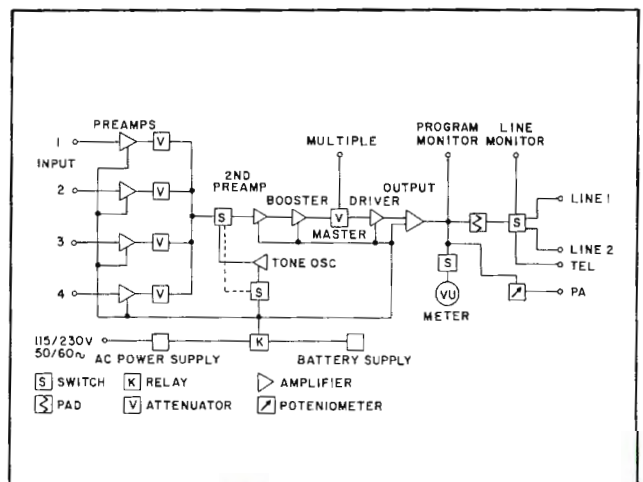 PREAMPS
1
INPUT
2
3
4
2ND
PREAMP
BOOSTER
MULTIPLE
MASTER
DRIVER
OUTPUT
PROGRAM
MONITOR
LINE
MONITOR
LINE 1
LINE 2
TEL
PA
V
V
V
V
S
V
S
S
VU
METER
TONE OSC
S
115/230V
50/60~
AC POWER SUPPLY
K
BATTERY SUPPLY
S SWITCH
K RELAY
AMPLIFIER
PAD
V ATTENUATOR
POTENIOMETER